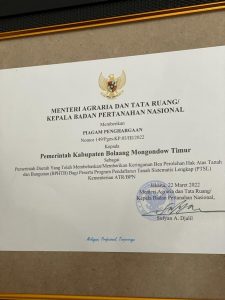 MENTERI AGRARIA DAN TATA RUANG/
KEPALA BADAN PERTANAHAN NASIONAL
Memberikan
PIAGAM PENGHARGAAN
Kepada
Pemerintah Kabupaten Bolaang Mongondow Timur
Sebagai
Pemerintah Daerah Yang Telah Membebaskan/Memberikan Keringanan Bea Perolehan Hak Atas Tanah
dan Bangunan (BPHTB) Bagi Peserta Program Pendaftaran Tanah Sistematis Lengkap (PTSL)
Kementerian ATR/BPN
Jakarta, 22 Maret 2022
Menteri Agraria dan Tata Ruang/
Kepala Badan Pertanahan Nasional,
Sofyan A. Djalil
Melayani, Profesional, Terpercaya